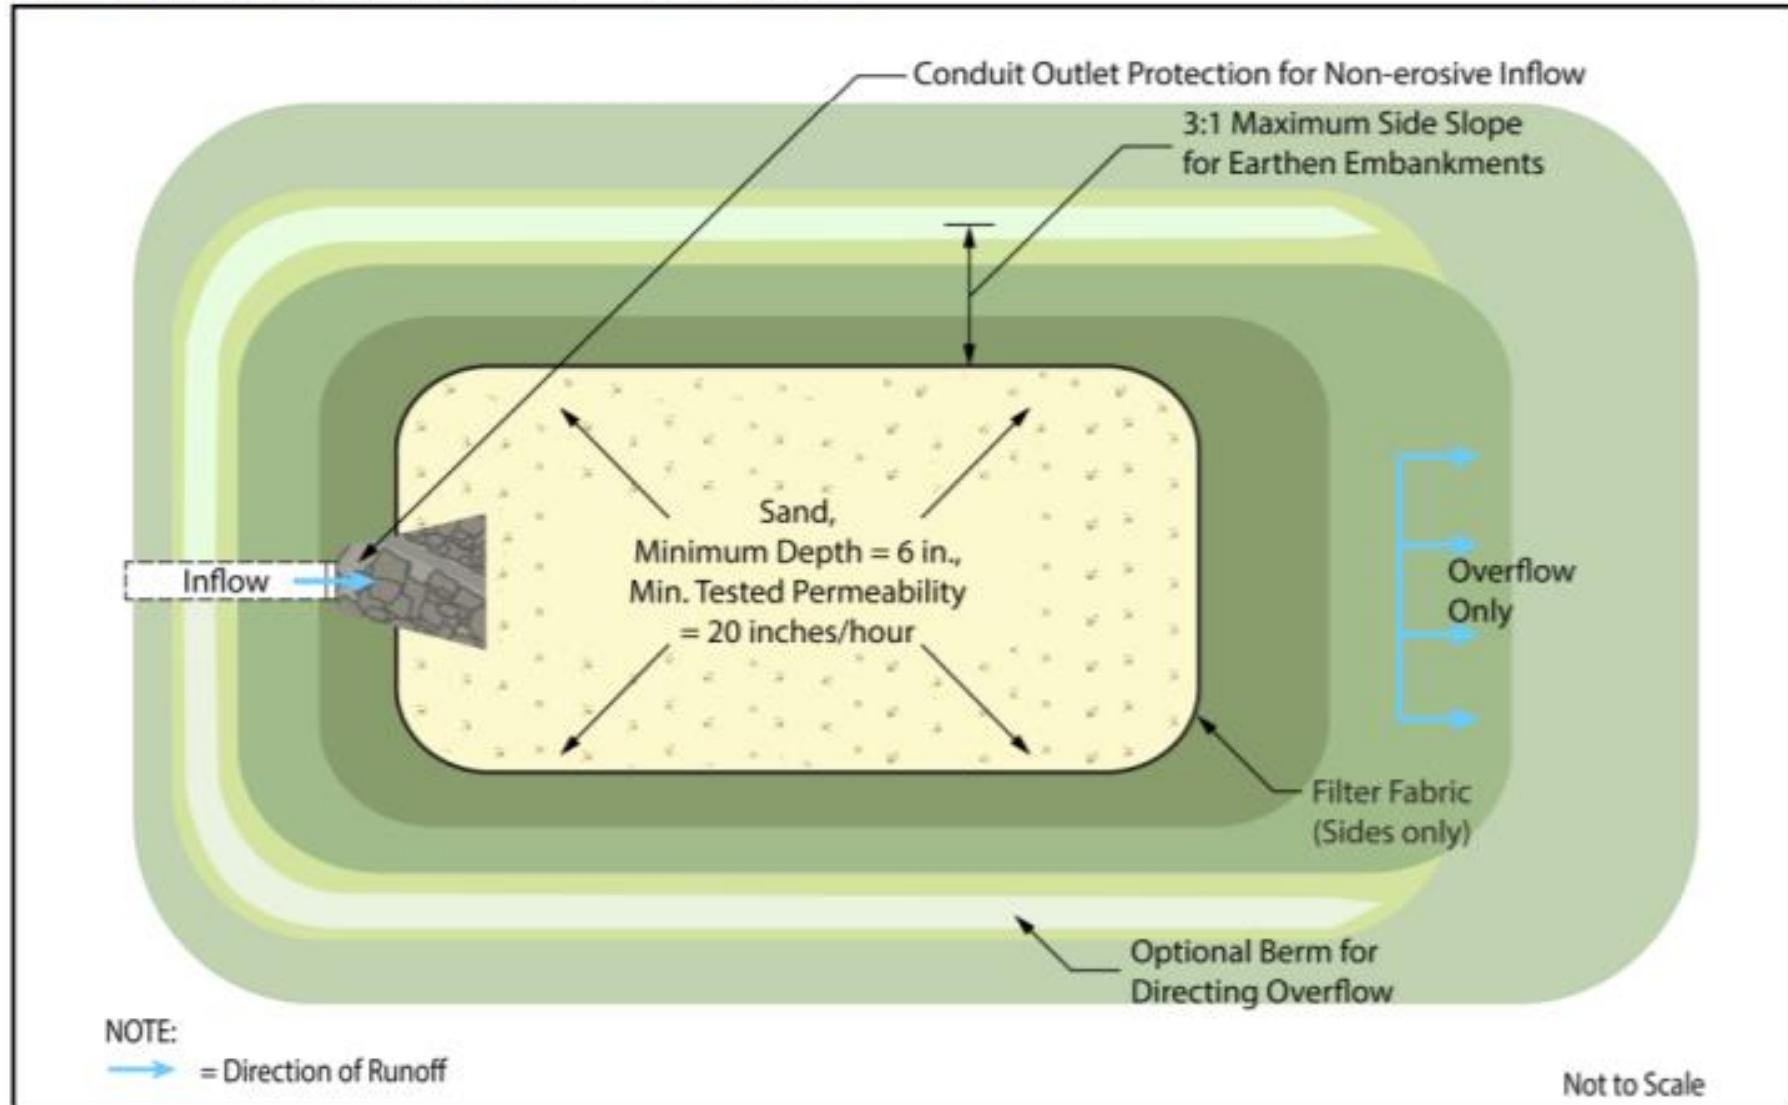 Conduit Outlet Protection for Non-erosive Inflow
3:1 Maximum Side Slope
for Earthen Embankments
Sand,
Minimum Depth = 6 in.,
Min. Tested Permeability
= 20 inches/hour
Inflow
Overflow
Only
Filter Fabric
(Sides only)
Optional Berm for
Directing Overflow
NOTE:
= Direction of Runoff
Not to Scale